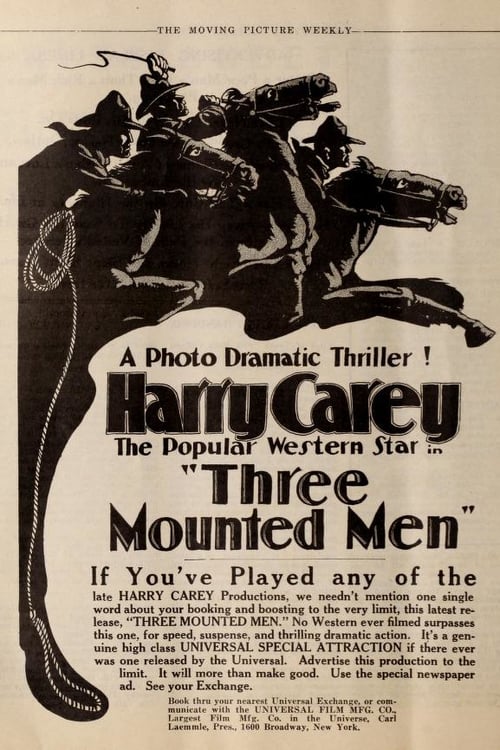 THE MOVING PICTURE WEEKLY
A Photo Dramatic Thriller !
Harry Carey
The Popular Western Star in
"Three
Mounted Men"
If You've Played any of the
late HARRY CAREY Productions, we needn't mention one single
word about your booking and boosting to the very limit, this latest re-
lease, "THREE MOUNTED MEN." No Western ever filmed surpasses
this one, for speed, suspense, and thrilling dramatic action. It's a gen-
uine high class UNIVERSAL SPECIAL ATTRACTION if there ever
was one released by the Universal. Advertise this production to the
limit. It will more than make good. Use the special newspaper
ad. See your Exchange.
Book thru your nearest Universal Exchange, or com-
municate with the UNIVERSAL FILM MFG. CO.,
Largest Film Mfg. Co. in the Universe, Carl
Laemmle, Pres., 1600 Broadway, New York.